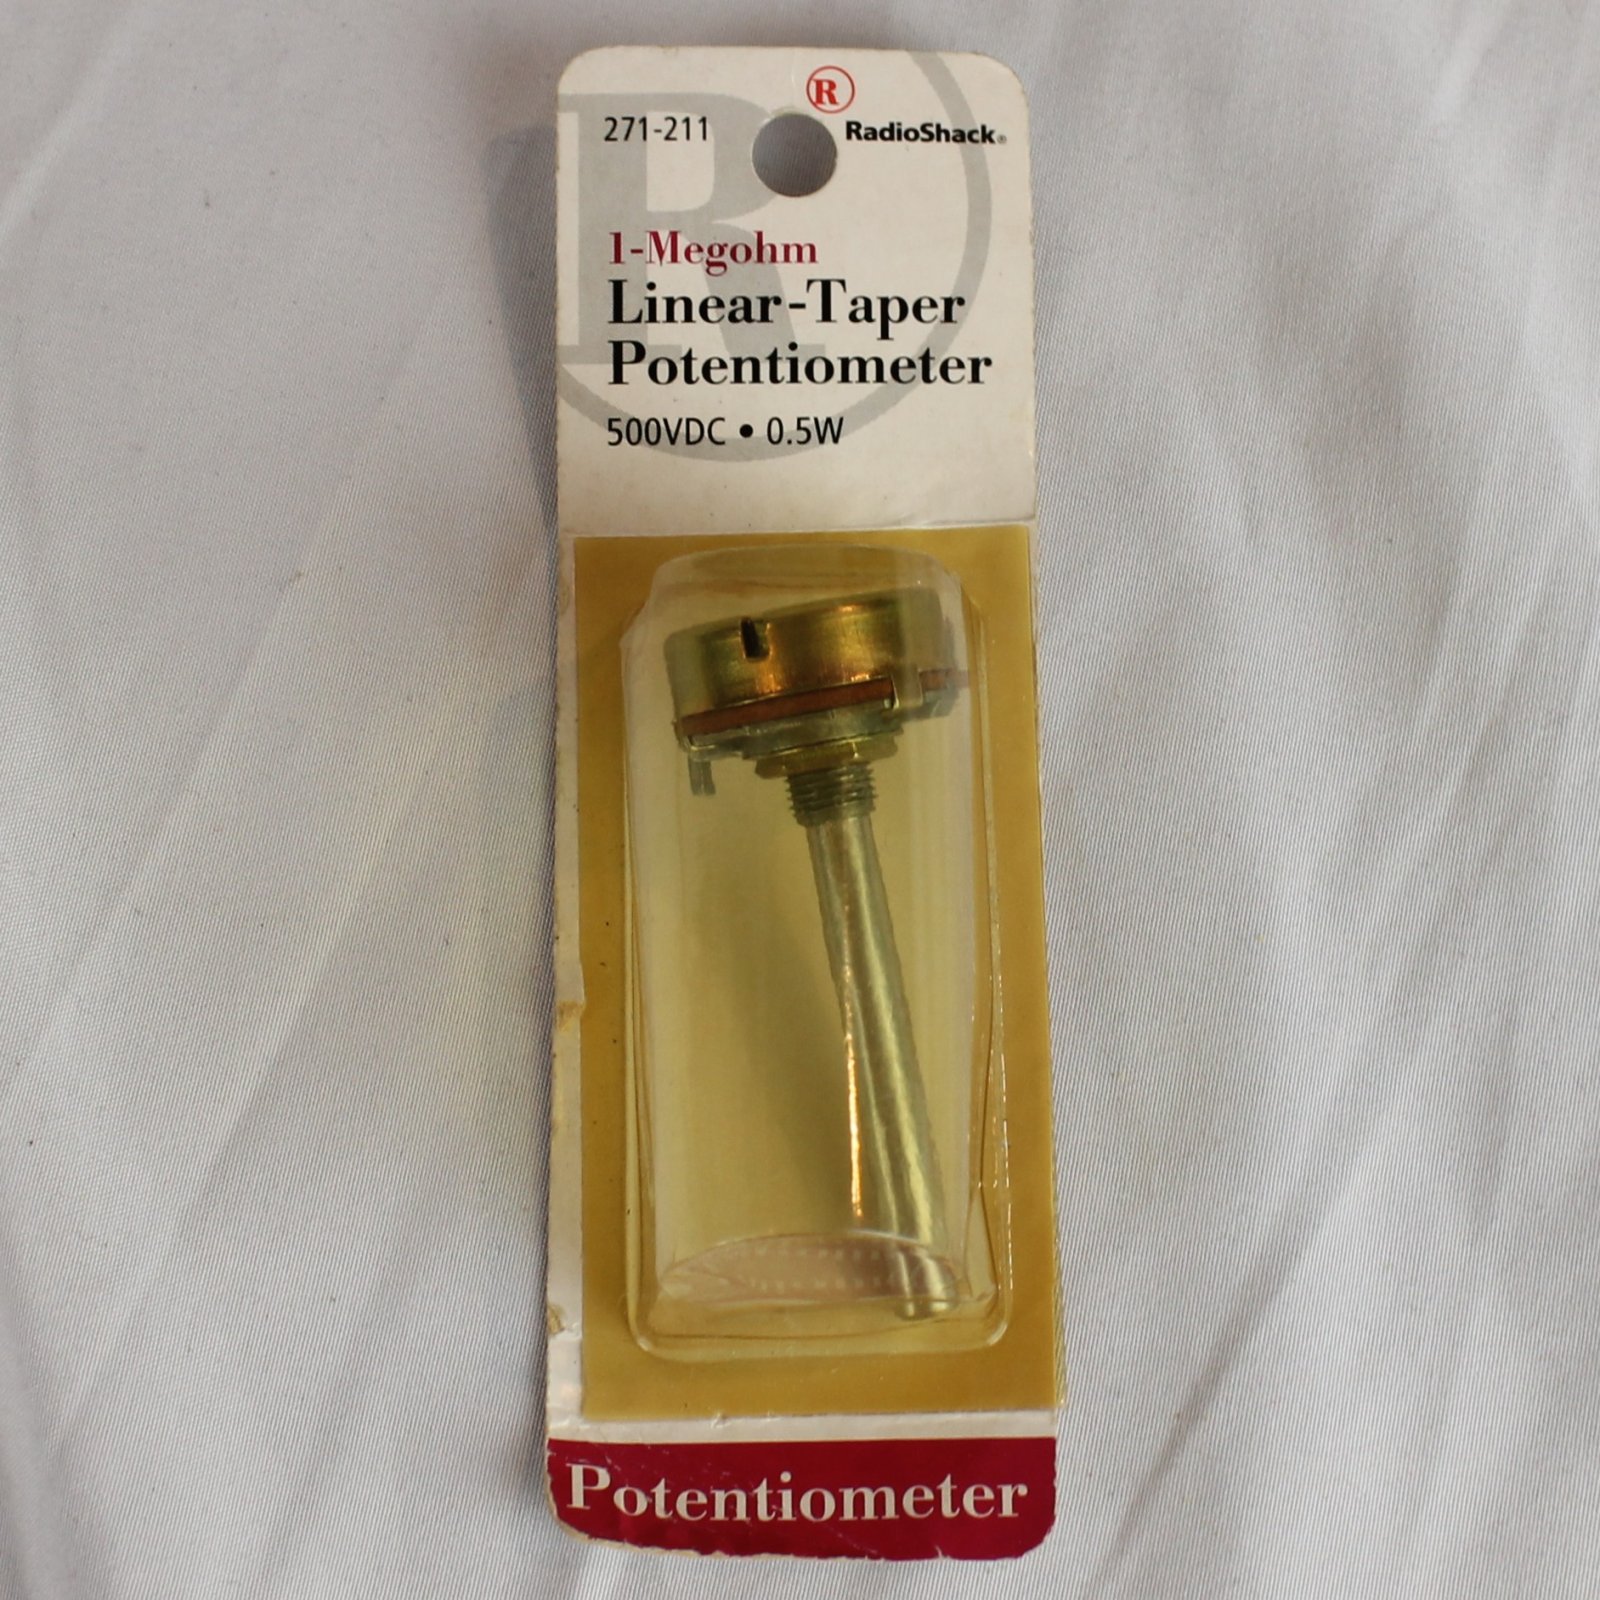 271-211
R
RadioShack®
1-Megohm
Linear-Taper
Potentiometer
500VDC • 0.5W
Potentiometer